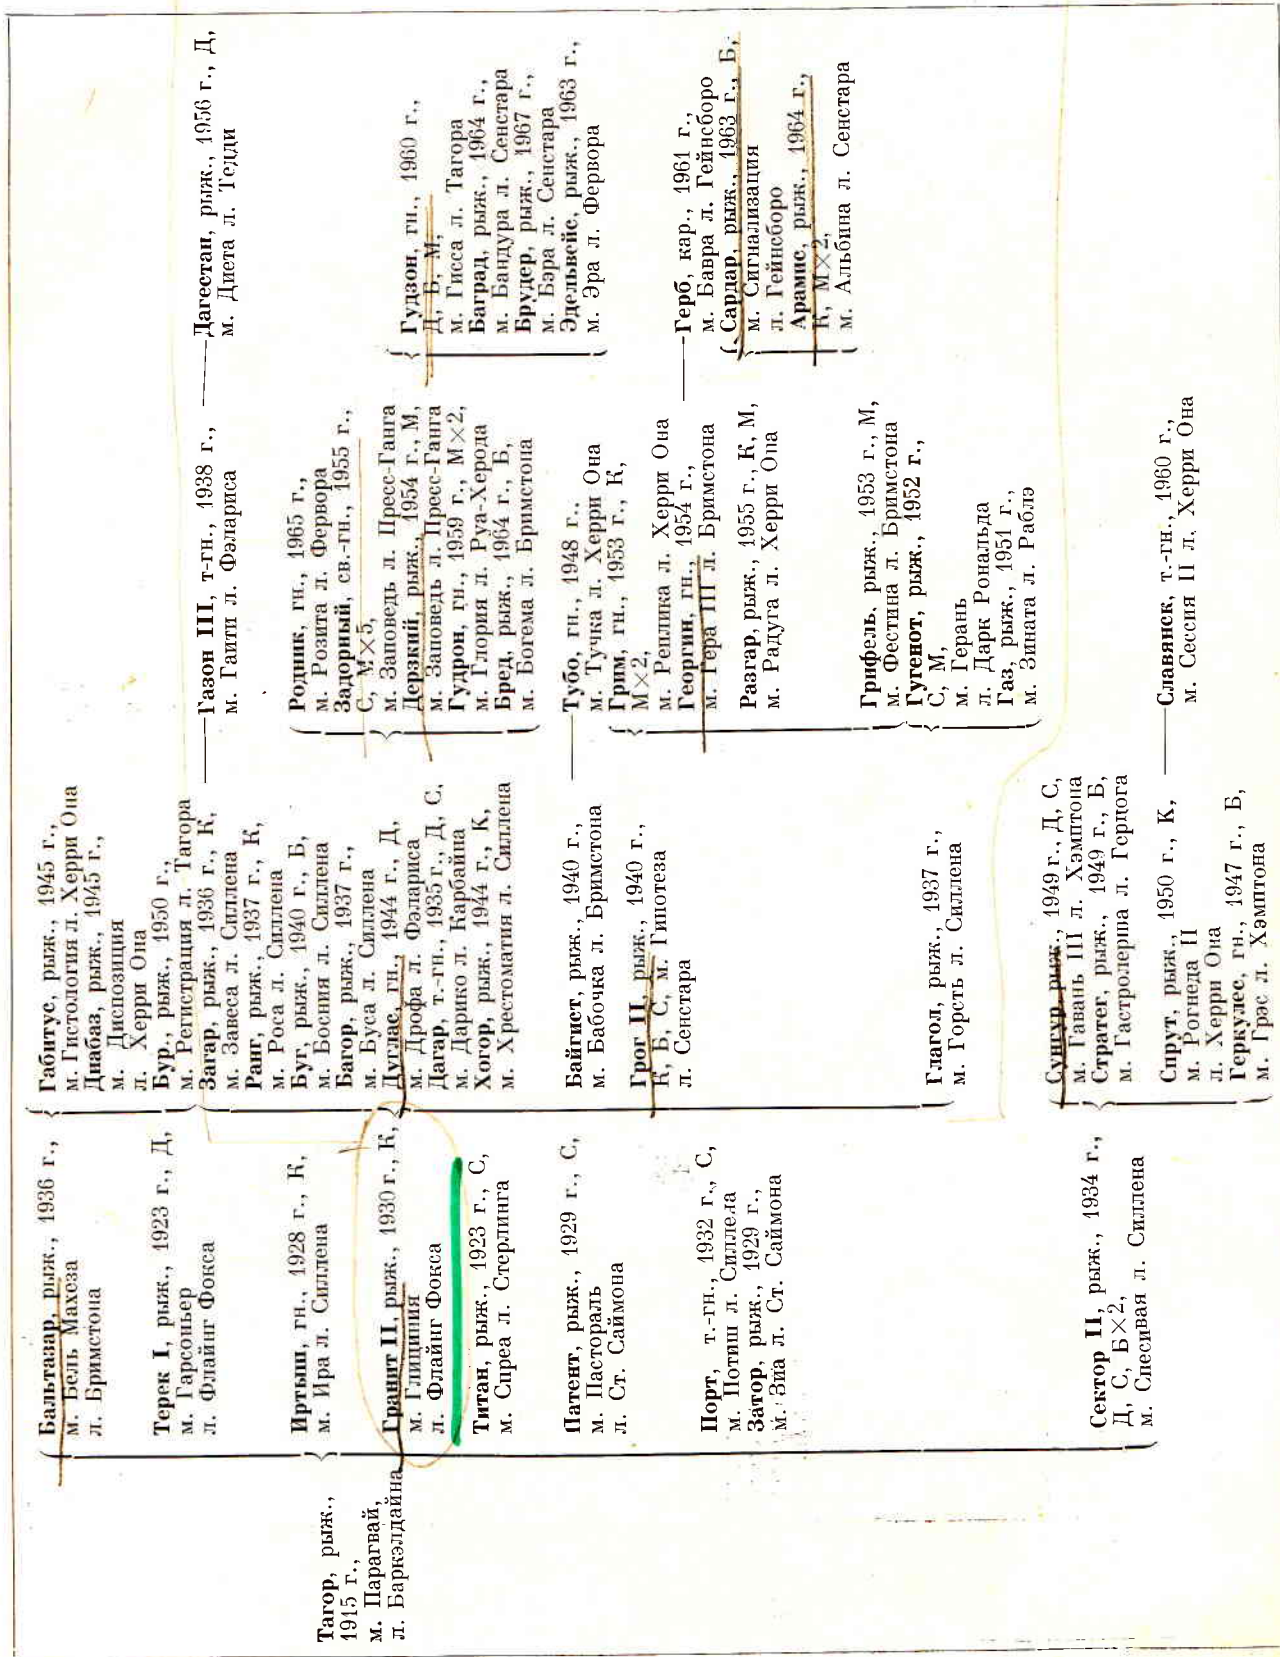 Тагор, рыж.,
1915 г.,
м. Парагвай,
л. Баркэлдайна
Бальтазар, рыж., 1936 г.,
м. Бель Махеза
л. Бримстона
Терек I, рыж., 1923 г., Д,
м. Гарсоньер
л. Флайинг Фокса
Иртыш, гн., 1928 г., К,
м. Ира л. Силлена
Гранит II, рыж., 1930 г., К,
м. Глициния
л. Флайинг Фокса
Титан, рыж., 1923 г., С,
м. Спреа л. Стерлинга
Патент, рыж., 1929 г., С,
м. Пастораль
л. Ст. Саймона
Порт, т.-гн., 1932 г., С,
м. Потиш л. Силлела
Затор, рыж., 1929 г.,
м. Зиа л. Ст. Саймона
Сектор II, рыж., 1934 г.,
Д, С, Б×2,
м. Спесивая л. Силлена
Габитус, рыж., 1945 г.,
м. Гистология л. Херри Она
Диабаз, рыж., 1945 г.,
м. Диспозиция
л. Херри Она
Бур., рыж., 1950 г.,
м. Регистрация л. Тагора
Загар, рыж., 1936 г., К,
м. Завеса л. Силлена
Ранг, рыж., 1937 г., К,
м. Роса л. Силлена
Буг, рыж., 1940 г., Б,
м. Босния л. Силлена
Багор, рыж., 1937 г.,
м. Буса л. Силлена
Дуглас, гн., 1944 г., Д,
м. Дрофа л. Фэлариса
Дагар, т.-гн., 1935 г., Д, С,
м. Дарико л. Карбайна
Хогор, рыж., 1944 г., К,
м. Хрестоматия л. Силлена
Байгист, рыж., 1940 г.,
м. Бабочка л. Бримстона
Грог II, рыж., 1940 г.,
К, Б, С, м. Гипотеза
л. Сенстара
Глагол, рыж., 1937 г.,
м. Горсть л. Силлена
Сунгур, рыж., 1949 г., Д, С,
м. Гавань III л. Хэмптона
Стратег, рыж., 1949 г., Б,
м. Гастролерша л. Герцога
Спрут, рыж., 1950 г., К,
м. Рогнеда II
л. Херри Она
Геркулес, гн., 1947 г., Б,
м. Грэс л. Хэмптона
Газон III, т-гн., 1938 г.,
м. Гаити л. Фэлариса
Родник, гн., 1965 г.,
м. Розита л. Фервора
Задорный, св.-гн., 1955 г.,
С, М×5,
м. Заповедь л. Пресс-Ганга
Дерзкий, рыж., 1954 г., М,
м. Заповедь л. Пресс-Ганга
Гудрон, гн., 1959 г., М×2,
м. Глория л. Руа-Херода
Бред, рыж., 1964 г., Б,
м. Богема л. Бримстона
Тубо, гн., 1948 г..
м. Тучка л. Херри Она
Грим, гн., 1953 г., К,
М×2,
м. Реплика л. Херри Она
Георгин, гн., 1954 г.,
м. Гера III л. Бримстона
Разгар, рыж., 1955 г., К, М,
м. Радуга л. Херри Она
Грифель, рыж., 1953 г., М,
м. Фестина л. Бримстона
Гугенот, рыж., 1952 г.,
С, М,
м. Герань
л. Дарк Рональда
Газ, рыж., 1951 г.,
м. Зината л. Раблэ
Славянск, т.-гн., 1960 г.,
м. Сессия II л. Херри Она
Дагестан, рыж., 1956 г., Д,
м. Диета л. Тедди
Гудзон, гн., 1960 г.,
Д, Б, М,
м. Гисса л. Тагора
Баград, рыж., 1964 г.,
м. Бандура л. Сенстара
Брудер, рыж., 1967 г.,
м. Бэра л. Сенстара
Эдельвейс, рыж., 1963 г.,
м. Эра л. Фервора
Герб, кар., 1961 г.,
м. Бавра л. Гейнсборо
Сардар, рыж., 1963 г., Б,
м. Сигнализация
л. Гейнсборо
Арамис, рыж., 1964 г.,
К, М×2,
м. Альбина л. Сенстара